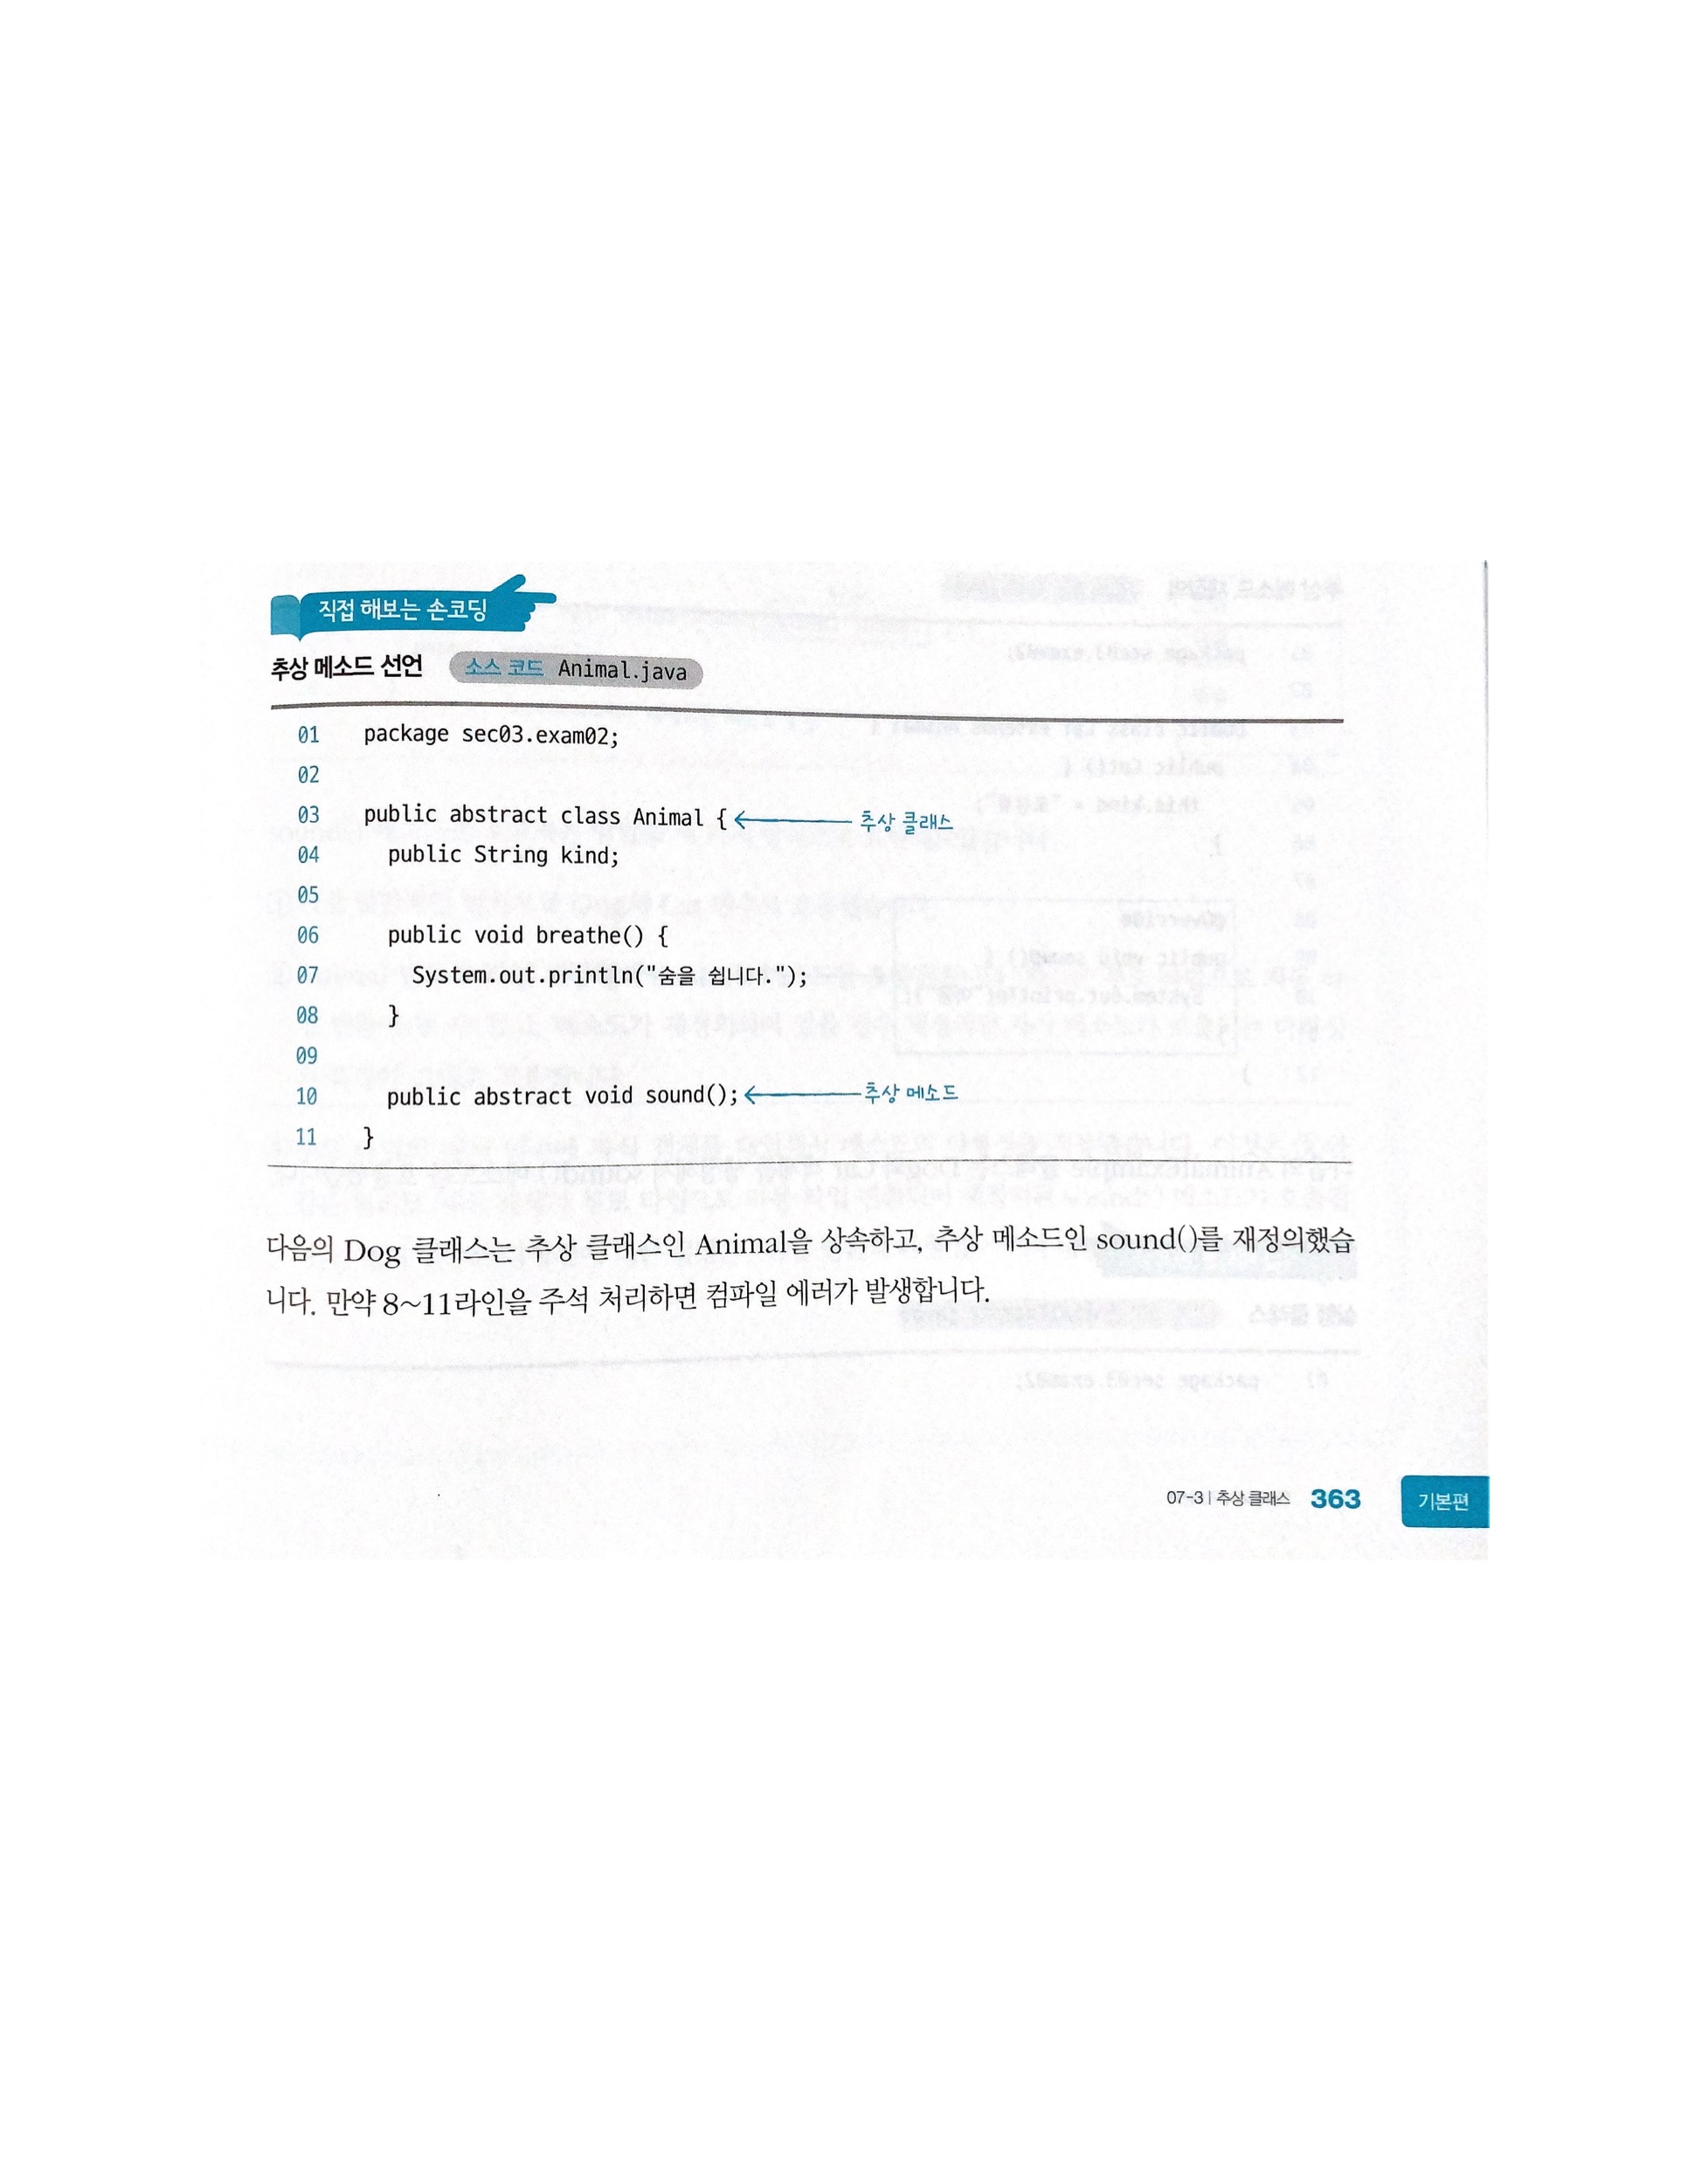 직접 해보는 손코딩
추상 메소드 선언 소스 코드 Animal.java
01 package sec03.exam02;
02
03 public abstract class Animal { 추상 클래스
04 public String kind;
05
06 public void breathe() {
07 System.out.println("숨을 쉽니다.");
08 }
09
10 public abstract void sound(); 추상 메소드
11 }
다음의 Dog 클래스는 추상 클래스인 Animal을 상속하고, 추상 메소드인 sound()를 재정의했습
니다. 만약 8~11라인을 주석 처리하면 컴파일 에러가 발생합니다.
07-3 | 추상 클래스 363 기본편